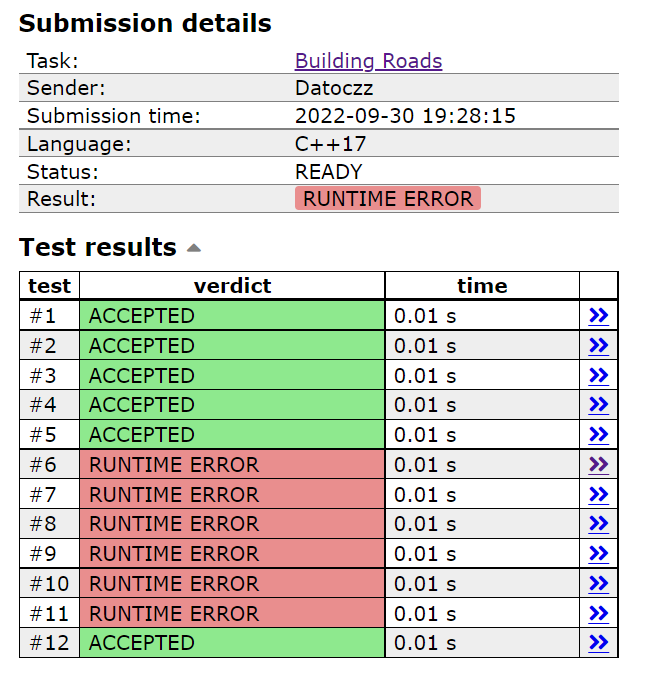 Submission details
Task: Building Roads
Sender: Datoczz
Submission time: 2022-09-30 19:28:15
Language: C++17
Status: READY
Result: RUNTIME ERROR
Test results
test verdict time
#1 ACCEPTED 0.01 s »
#2 ACCEPTED 0.01 s »
#3 ACCEPTED 0.01 s »
#4 ACCEPTED 0.01 s »
#5 ACCEPTED 0.01 s »
#6 RUNTIME ERROR 0.01 s »
#7 RUNTIME ERROR 0.01 s »
#8 RUNTIME ERROR 0.01 s »
#9 RUNTIME ERROR 0.01 s »
#10 RUNTIME ERROR 0.01 s »
#11 RUNTIME ERROR 0.01 s »
#12 ACCEPTED 0.01 s »